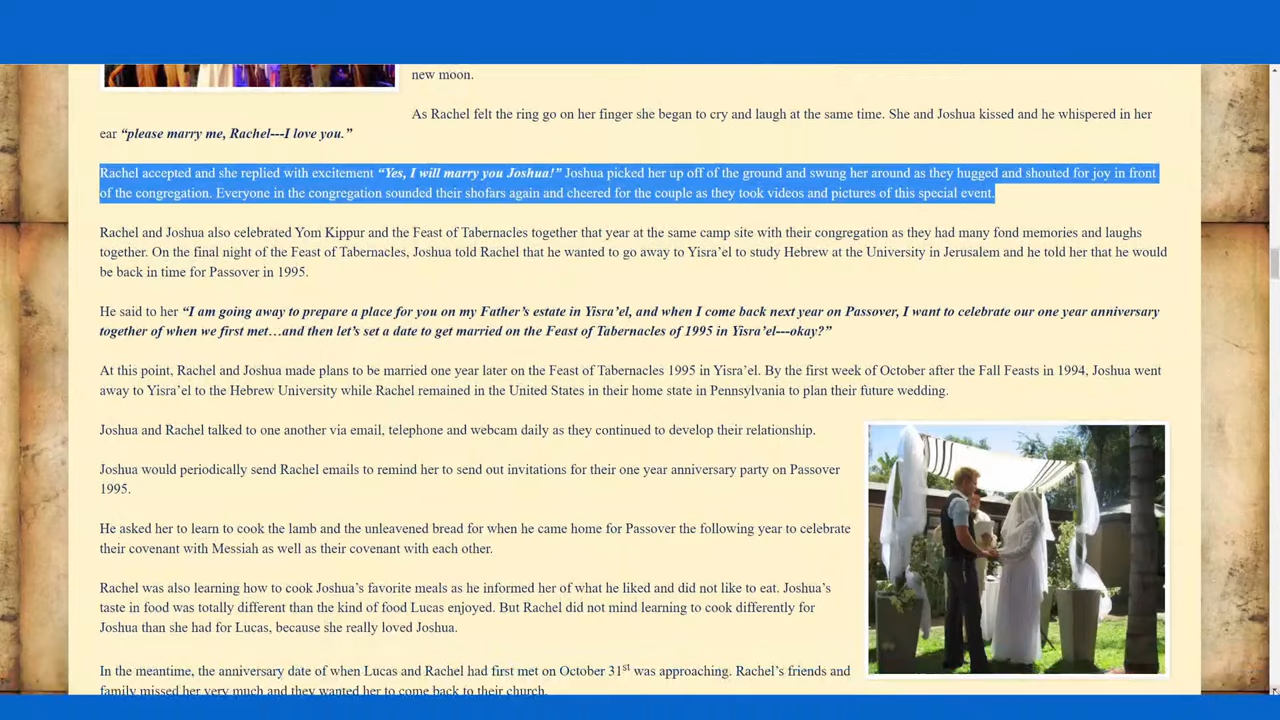 new moon.
As Rachel felt the ring go on her finger she began to cry and laugh at the same time. She and Joshua kissed and he whispered in her
ear “please marry me, Rachel---I love you.”
Rachel accepted and she replied with excitement “Yes, I will marry you Joshua!” Joshua picked her up off of the ground and swung her around as they hugged and shouted for joy in front
of the congregation. Everyone in the congregation sounded their shofars again and cheered for the couple as they took videos and pictures of this special event.
Rachel and Joshua also celebrated Yom Kippur and the Feast of Tabernacles together that year at the same camp site with their congregation as they had many fond memories and laughs
together. On the final night of the Feast of Tabernacles, Joshua told Rachel that he wanted to go away to Yisra’el to study Hebrew at the University in Jerusalem and he told her that he would
be back in time for Passover in 1995.
He said to her “I am going away to prepare a place for you on my Father’s estate in Yisra’el, and when I come back next year on Passover, I want to celebrate our one year anniversary
together of when we first met…and then let’s set a date to get married on the Feast of Tabernacles of 1995 in Yisra’el---okay?”
At this point, Rachel and Joshua made plans to be married one year later on the Feast of Tabernacles 1995 in Yisra’el. By the first week of October after the Fall Feasts in 1994, Joshua went
away to Yisra’el to the Hebrew University while Rachel remained in the United States in their home state in Pennsylvania to plan their future wedding.
Joshua and Rachel talked to one another via email, telephone and webcam daily as they continued to develop their relationship.
Joshua would periodically send Rachel emails to remind her to send out invitations for their one year anniversary party on Passover
1995.
He asked her to learn to cook the lamb and the unleavened bread for when he came home for Passover the following year to celebrate
their covenant with Messiah as well as their covenant with each other.
Rachel was also learning how to cook Joshua’s favorite meals as he informed her of what he liked and did not like to eat. Joshua’s
taste in food was totally different than the kind of food Lucas enjoyed. But Rachel did not mind learning to cook differently for
Joshua than she had for Lucas, because she really loved Joshua.
In the meantime, the anniversary date of when Lucas and Rachel had first met on October 31st was approaching. Rachel’s friends and
family missed her very much and they wanted her to come back to their church.